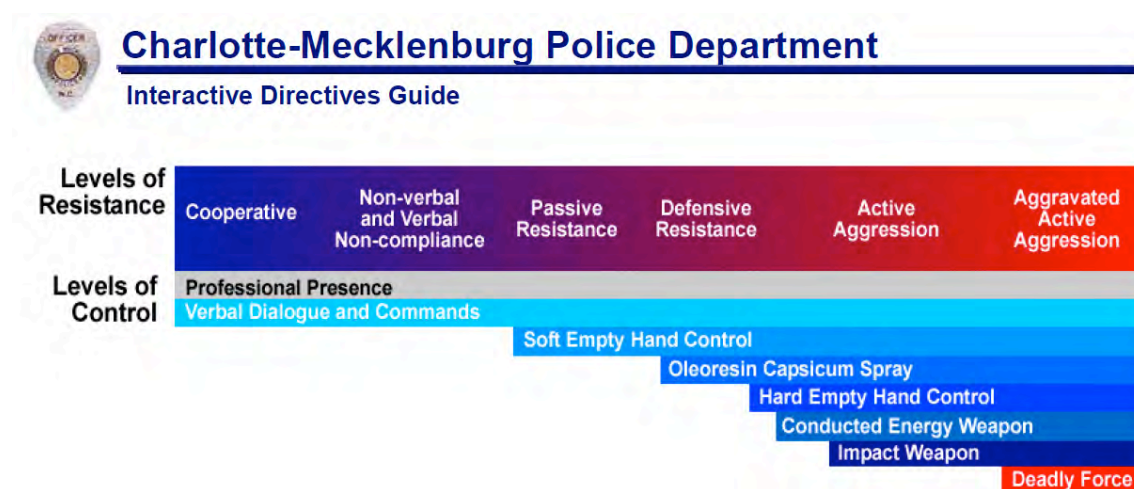 OFFICER
N.C.
Charlotte-Mecklenburg Police Department
Interactive Directives Guide
Levels of
Resistance
Cooperative
Non-verbal
and Verbal
Non-compliance
Passive
Resistance
Defensive
Resistance
Active
Aggression
Aggravated
Active
Aggression
Levels of
Control
Professional Presence
Verbal Dialogue and Commands
Soft Empty Hand Control
Oleoresin Capsicum Spray
Hard Empty Hand Control
Conducted Energy Weapon
Impact Weapon
Deadly Force